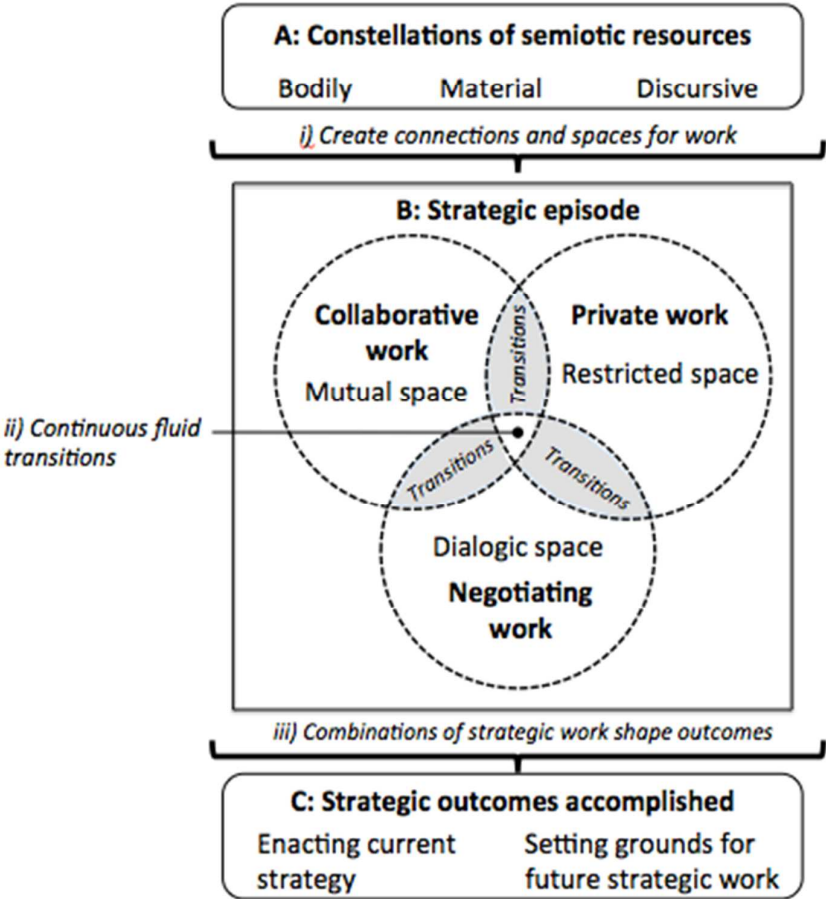 A: Constellations of semiotic resources
Bodily Material Discursive
i) Create connections and spaces for work
B: Strategic episode
Collaborative
work
Mutual space
Transitions
Private work
Restricted space
ii) Continuous fluid
transitions
Transitions
Transitions
Dialogic space
Negotiating
work
iii) Combinations of strategic work shape outcomes
C: Strategic outcomes accomplished
Enacting current
strategy
Setting grounds for
future strategic work